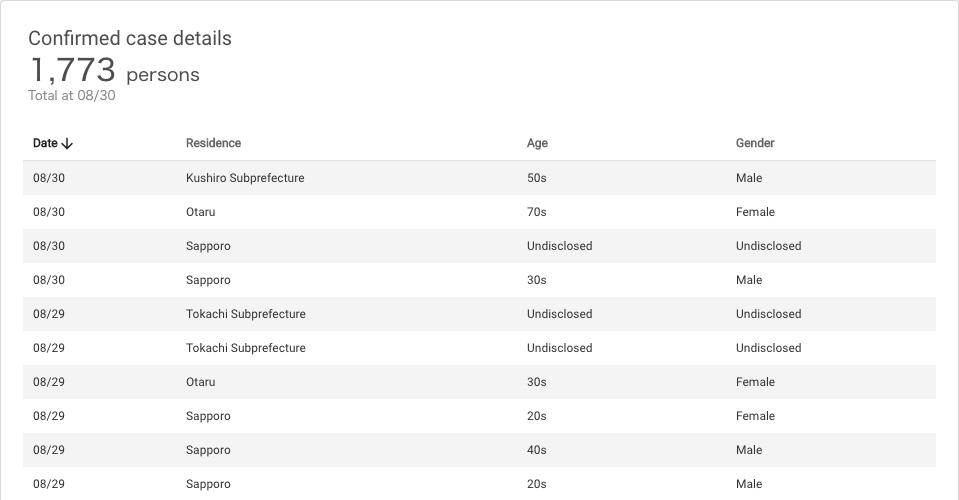 Confirmed case details
1,773 persons
Total at 08/30
Date Residence Age Gender
08/30 Kushiro Subprefecture 50s Male
08/30 Otaru 70s Female
08/30 Sapporo Undisclosed Undisclosed
08/30 Sapporo 30s Male
08/29 Tokachi Subprefecture Undisclosed Undisclosed
08/29 Tokachi Subprefecture Undisclosed Undisclosed
08/29 Otaru 30s Female
08/29 Sapporo 20s Female
08/29 Sapporo 40s Male
08/29 Sapporo 20s Male